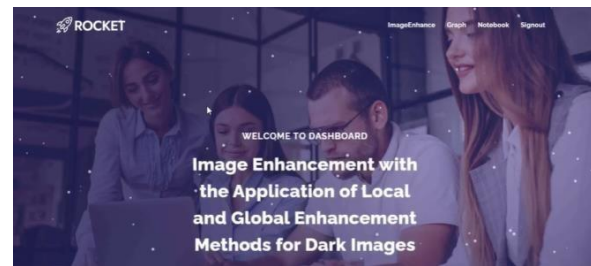 ROCKET
ImageEnhance Graph Notebook Signout
WELCOME TO DASHBOARD
Image Enhancement with
the Application of Local
and Global Enhancement
Methods for Dark Images